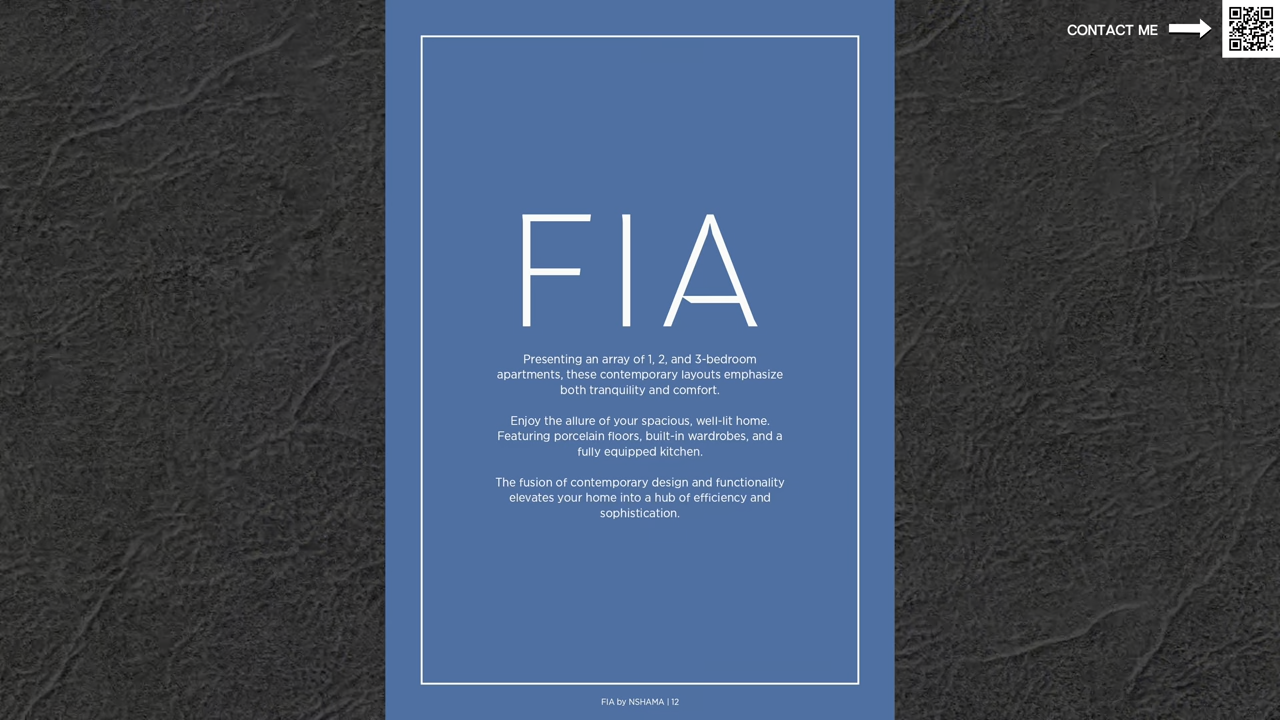 CONTACT ME
FIA
Presenting an array of 1, 2, and 3-bedroom
apartments, these contemporary layouts emphasize
both tranquility and comfort.
Enjoy the allure of your spacious, well-lit home.
Featuring porcelain floors, built-in wardrobes, and a
fully equipped kitchen.
The fusion of contemporary design and functionality
elevates your home into a hub of efficiency and
sophistication.
FIA by NSHAMA | 12